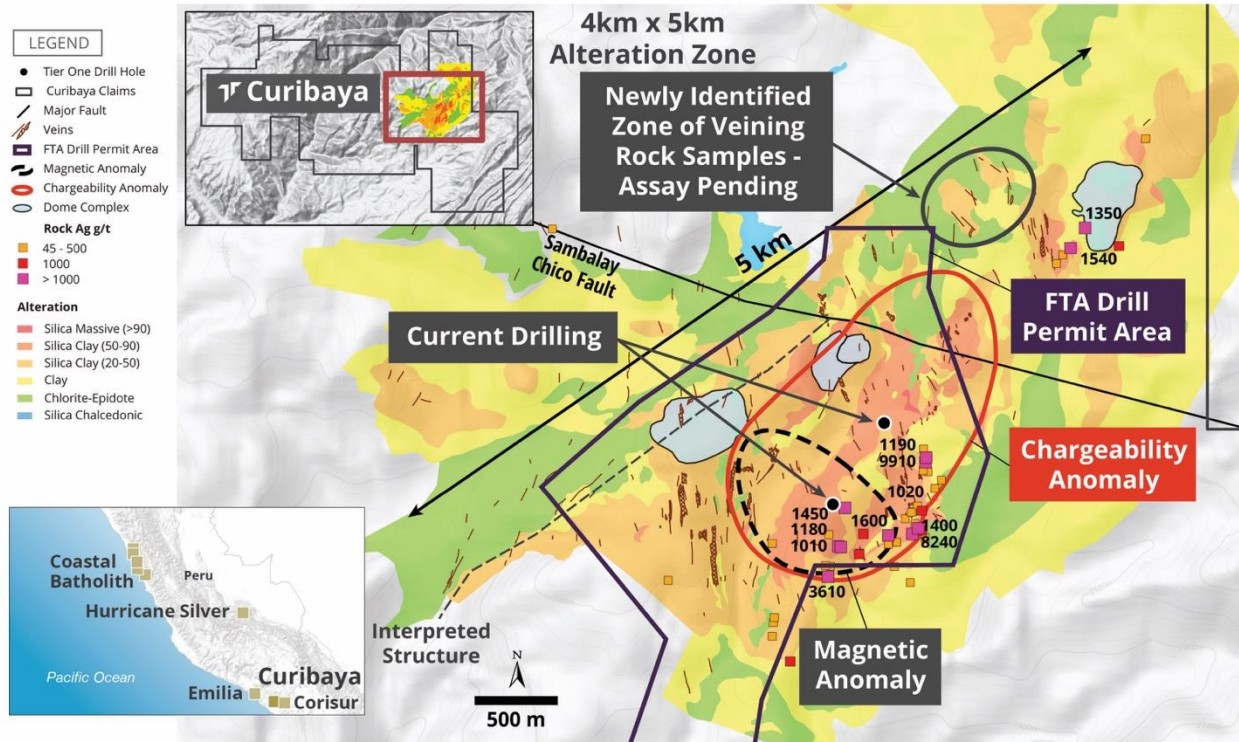 LEGEND
Tier One Drill Hole
Curibaya Claims
Major Fault
Veins
FTA Drill Permit Area
Magnetic Anomaly
Chargeability Anomaly
Dome Complex
Rock Ag g/t
45 - 500
1000
> 1000
Alteration
Silica Massive (>90)
Silica Clay (50-90)
Silica Clay (20-50)
Clay
Chlorite-Epidote
Silica Chalcedonic
Curibaya
4km x 5km
Alteration Zone
Newly Identified
Zone of Veining
Rock Samples -
Assay Pending
Sambalay
Chico Fault
5 km
1350
1540
FTA Drill
Permit Area
Current Drilling
Chargeability
Anomaly
1190
9910
1020
1450
1180
1010
1600
1400
8240
3610
Magnetic
Anomaly
Interpreted
Structure
N
500 m
Coastal
Batholith
Peru
Hurricane Silver
Pacific Ocean
Curibaya
Emilia
Corisur